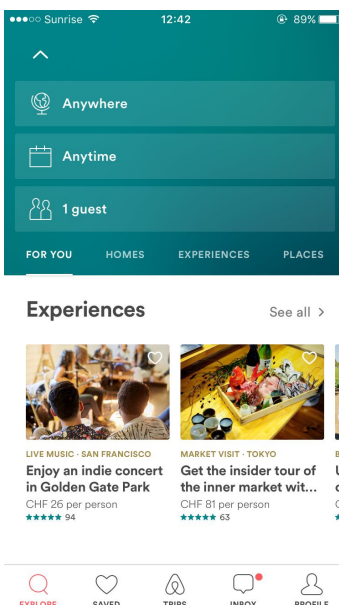 Sunrise 12:42 89%
Anywhere
Anytime
1 guest
FOR YOU HOMES EXPERIENCES PLACES
Experiences See all >
LIVE MUSIC · SAN FRANCISCO
Enjoy an indie concert
in Golden Gate Park
CHF 26 per person
★★★★★ 94
MARKET VISIT · TOKYO
Get the insider tour of
the inner market wit...
CHF 81 per person
★★★★★ 63
EXPLORE SAVED TRIPS INBOX PROFILE